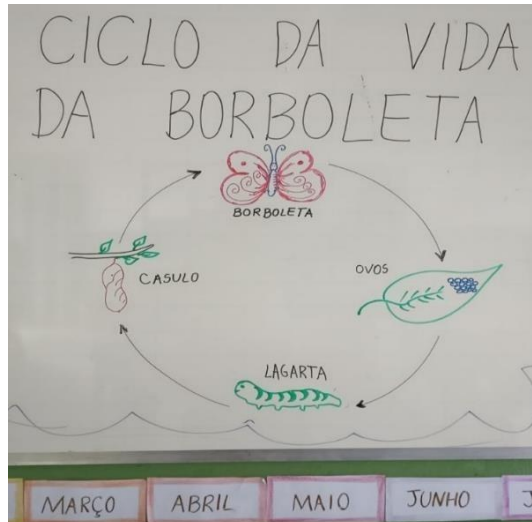 CICLO DA VIDA
DA BORBOLETA
BORBOLETA
OVOS
CASULO
LAGARTA
MARÇO
ABRIL
MAIO
JUNHO